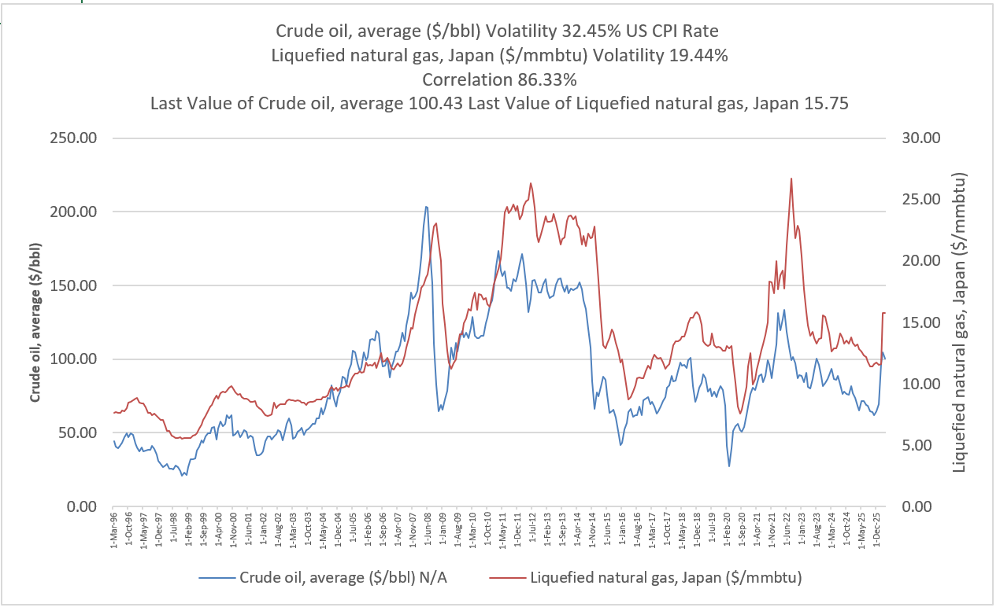 Crude oil, average ($/bbl) Volatility 32.45% US CPI Rate
Liquefied natural gas, Japan ($/mmbtu) Volatility 19.44%
Correlation 86.33%
Last Value of Crude oil, average 100.43 Last Value of Liquefied natural gas, Japan 15.75
250.00
200.00
150.00
100.00
50.00
0.00
Crude oil, average ($/bbl)
30.00
25.00
20.00
15.00
10.00
5.00
0.00
Liquefied natural gas, Japan ($/mmbtu)
1-Mar-96
1-Oct-96
1-May-97
1-Dec-97
1-Jul-98
1-Feb-99
1-Sep-99
1-Apr-00
1-Nov-00
1-Jun-01
1-Jan-02
1-Aug-02
1-Mar-03
1-Oct-03
1-May-04
1-Dec-04
1-Jul-05
1-Feb-06
1-Sep-06
1-Apr-07
1-Nov-07
1-Jun-08
1-Jan-09
1-Aug-09
1-Mar-10
1-Oct-10
1-May-11
1-Dec-11
1-Jul-12
1-Feb-13
1-Sep-13
1-Apr-14
1-Nov-14
1-Jun-15
1-Jan-16
1-Aug-16
1-Mar-17
1-Oct-17
1-May-18
1-Dec-18
1-Jul-19
1-Feb-20
1-Sep-20
1-Apr-21
1-Nov-21
1-Jun-22
1-Jan-23
1-Aug-23
1-Mar-24
1-Oct-24
1-May-25
1-Dec-25
Crude oil, average ($/bbl) N/A
Liquefied natural gas, Japan ($/mmbtu)